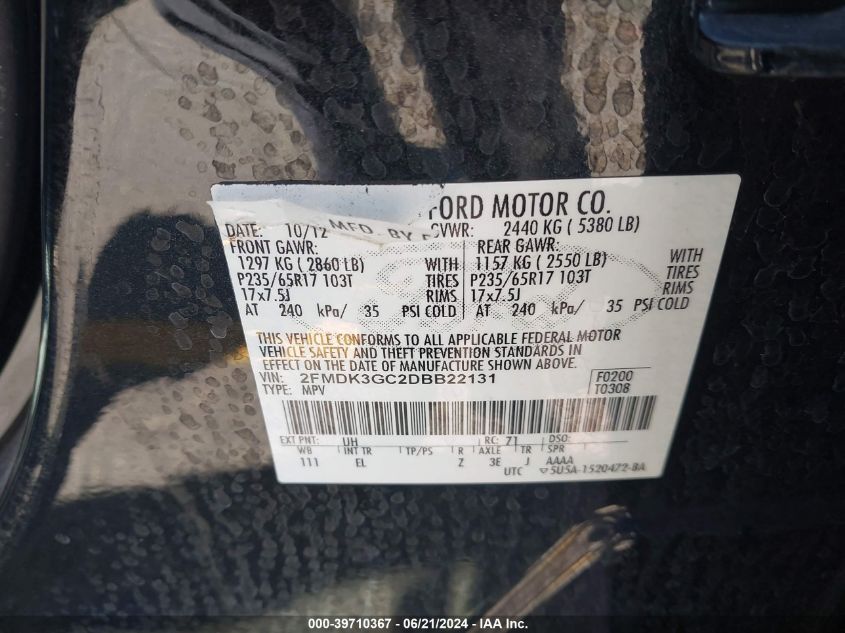 FORD MOTOR CO.
MFD. BY
DATE: 10/12 GVWR: 2440 KG ( 5380 LB)
FRONT GAWR: REAR GAWR:
1297 KG ( 2860 LB) WITH 1157 KG ( 2550 LB) WITH
P235/65R17 103T TIRES P235/65R17 103T TIRES
17x7.5J RIMS 17x7.5J RIMS
AT 240 kPa/ 35 PSI COLD AT 240 kPa/ 35 PSI COLD
THIS VEHICLE CONFORMS TO ALL APPLICABLE FEDERAL MOTOR
VEHICLE SAFETY AND THEFT PREVENTION STANDARDS IN
EFFECT ON THE DATE OF MANUFACTURE SHOWN ABOVE.
VIN: 2FMDK3GC2DBB22131 F0200
TYPE: MPV T0308
EXT PNT: UH RC: 71 DSO:
WB INT TR TP/PS R AXLE TR SPR
111 EL Z 3E J AAAA
UTC ▽5U5A-1520472-BA
000-39710367 - 06/21/2024 - IAA Inc.